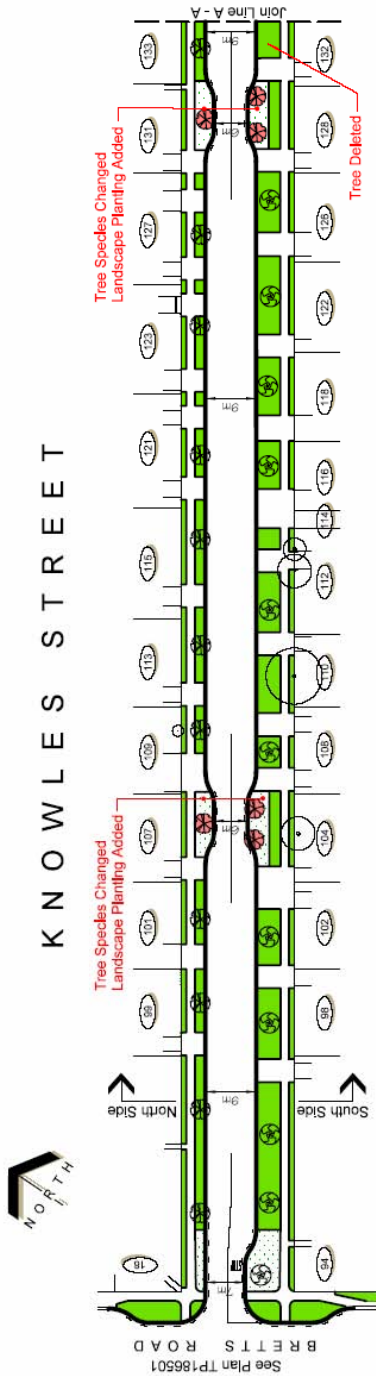 KNOWLES STREET
NORTH
Tree Species Changed
Landscape Planting Added
Tree Species Changed
Landscape Planting Added
18
99
101
107
109
113
115
121
123
127
131
133
North Side
7m
9m
6m
9m
6m
9m
BRETTS ROAD
See Plan TP186501
Join Line A - A
South Side
94
98
102
104
108
110
112
114
116
118
122
126
128
132
Tree Deleted